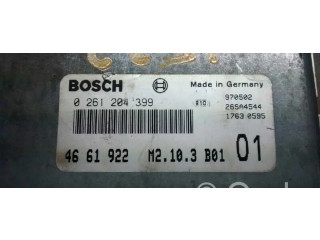 BOSCH Made in Germany
0 261 204 399 970502
265A4544
1763 0595
46 61 922 M2.10.3 B01 01